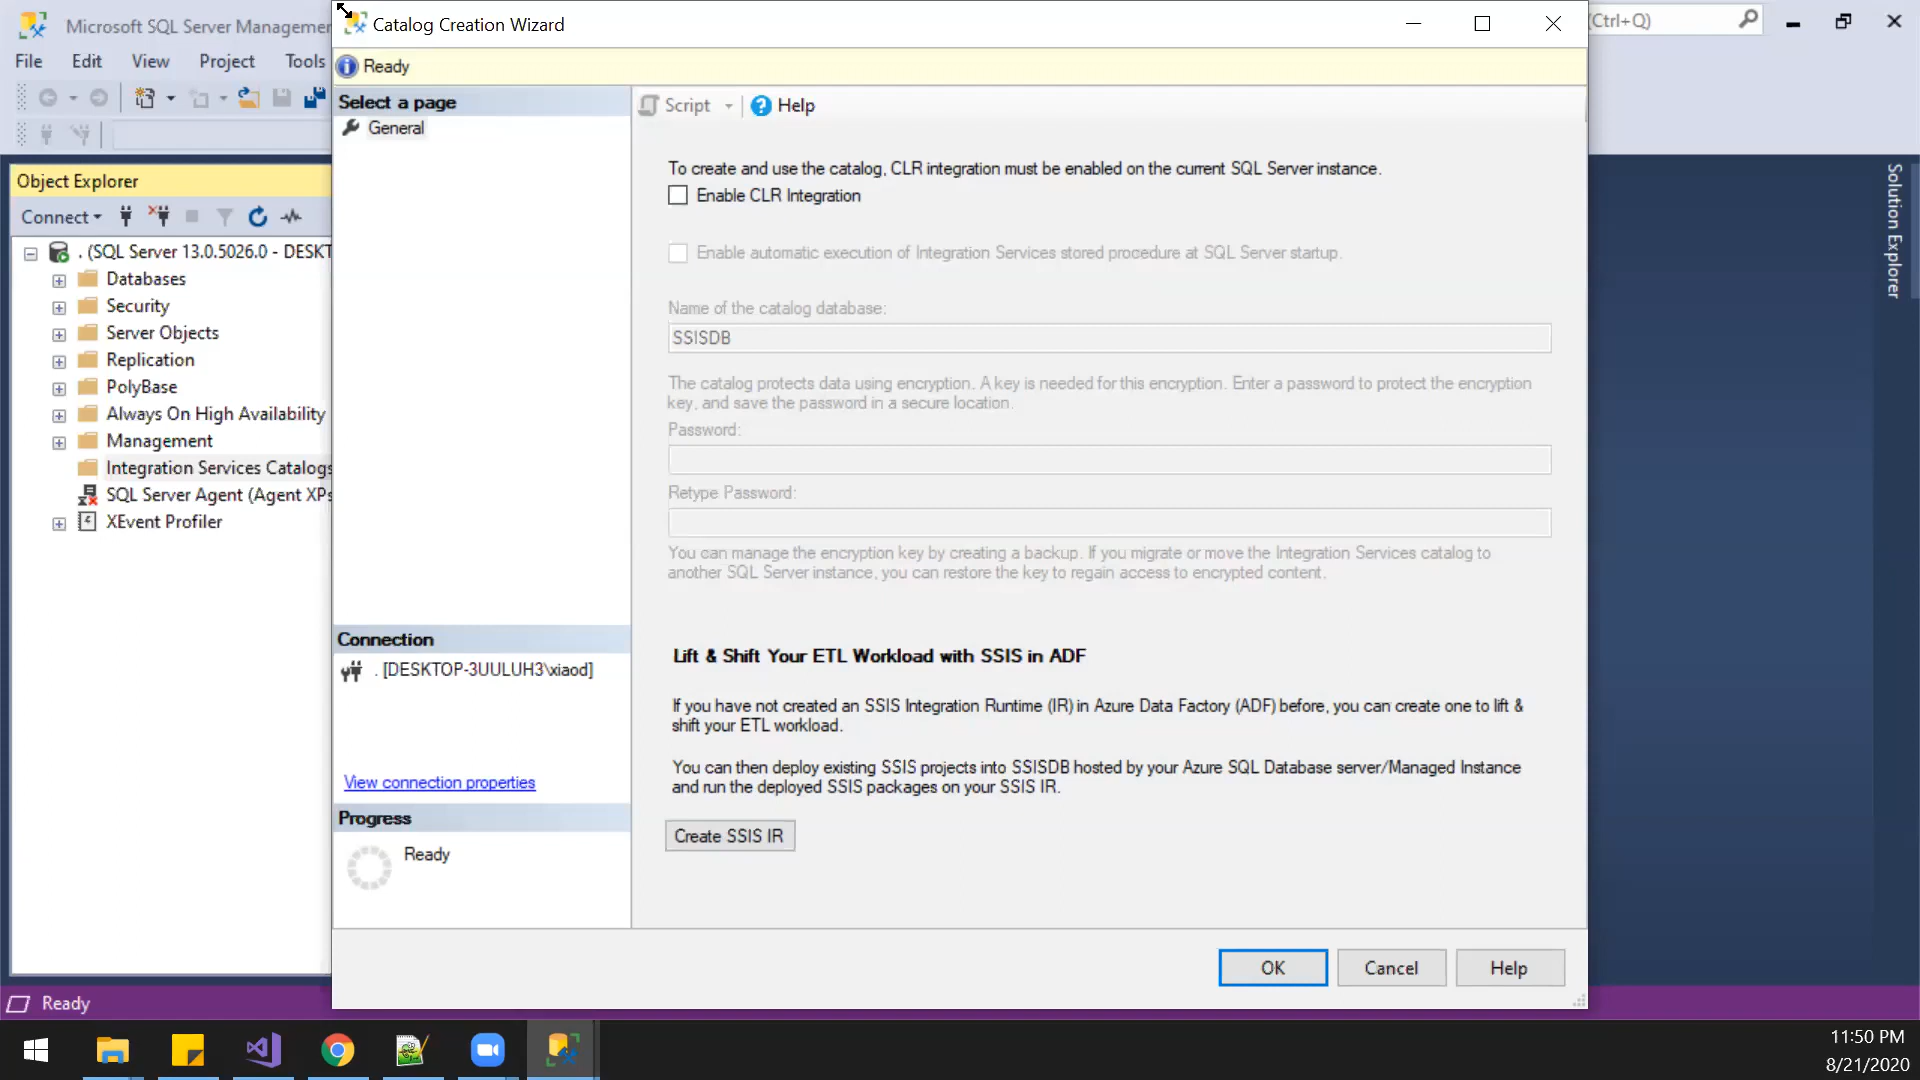 Microsoft SQL Server Managemer
Catalog Creation Wizard
Ctrl+Q)
File
Edit
View
Project
Tools
Ready
Select a page
General
Script
Help
Object Explorer
Connect
. (SQL Server 13.0.5026.0 - DESKT
Databases
Security
Server Objects
Replication
PolyBase
Always On High Availability
Management
Integration Services Catalogs
SQL Server Agent (Agent XPs
XEvent Profiler
To create and use the catalog, CLR integration must be enabled on the current SQL Server instance.
Enable CLR Integration
Enable automatic execution of Integration Services stored procedure at SQL Server startup.
Name of the catalog database:
SSISDB
The catalog protects data using encryption. A key is needed for this encryption. Enter a password to protect the encryption
key, and save the password in a secure location.
Password:
Retype Password:
You can manage the encryption key by creating a backup. If you migrate or move the Integration Services catalog to
another SQL Server instance, you can restore the key to regain access to encrypted content.
Connection
. [DESKTOP-3UULUH3\xiaod]
View connection properties
Progress
Ready
Lift & Shift Your ETL Workload with SSIS in ADF
If you have not created an SSIS Integration Runtime (IR) in Azure Data Factory (ADF) before, you can create one to lift &
shift your ETL workload.
You can then deploy existing SSIS projects into SSISDB hosted by your Azure SQL Database server/Managed Instance
and run the deployed SSIS packages on your SSIS IR.
Create SSIS IR
OK
Cancel
Help
Solution Explorer
Ready
11:50 PM
8/21/2020